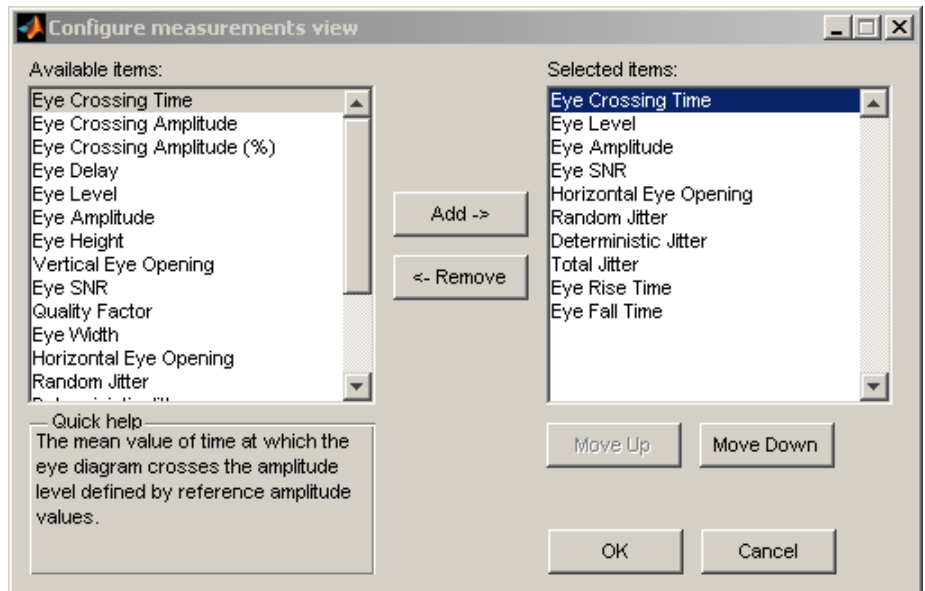 Configure measurements view
Available items:
Eye Crossing Time
Eye Crossing Amplitude
Eye Crossing Amplitude (%)
Eye Delay
Eye Level
Eye Amplitude
Eye Height
Vertical Eye Opening
Eye SNR
Quality Factor
Eye Width
Horizontal Eye Opening
Random Jitter
Quick help
The mean value of time at which the
eye diagram crosses the amplitude
level defined by reference amplitude
values.
Add ->
<- Remove
Selected items:
Eye Crossing Time
Eye Level
Eye Amplitude
Eye SNR
Horizontal Eye Opening
Random Jitter
Deterministic Jitter
Total Jitter
Eye Rise Time
Eye Fall Time
Move Up
Move Down
OK
Cancel